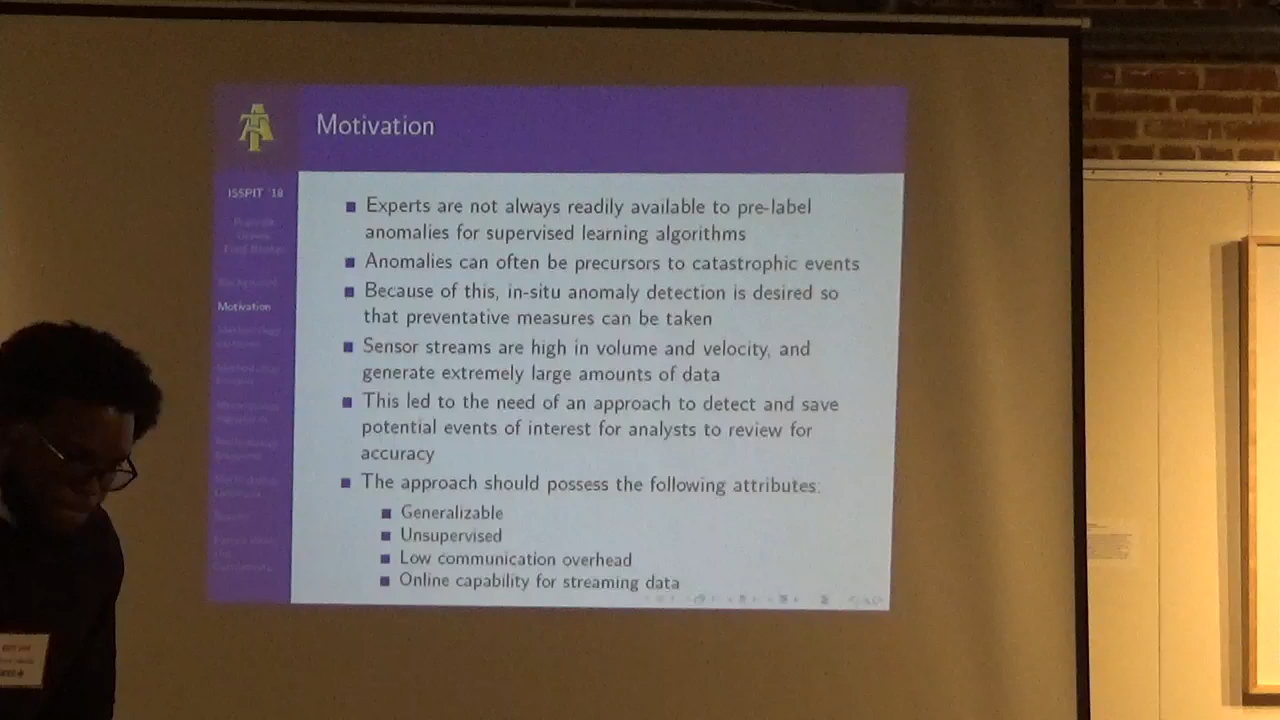 Motivation
ISSPIT '18
Motivation
Experts are not always readily available to pre-label
anomalies for supervised learning algorithms
Anomalies can often be precursors to catastrophic events
Because of this, in-situ anomaly detection is desired so
that preventative measures can be taken
Sensor streams are high in volume and velocity, and
generate extremely large amounts of data
This led to the need of an approach to detect and save
potential events of interest for analysts to review for
accuracy
The approach should possess the following attributes:
Generalizable
Unsupervised
Low communication overhead
Online capability for streaming data